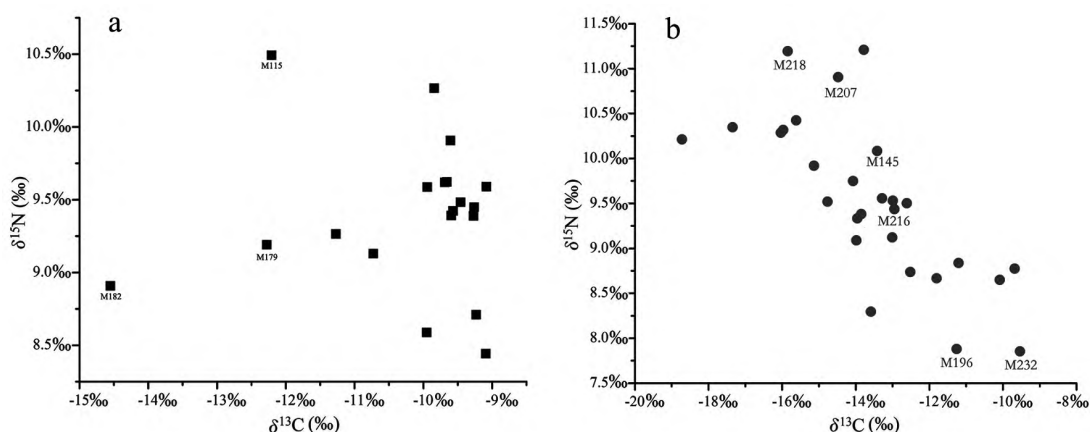 a
10.5‰
10.0‰
9.5‰
9.0‰
8.5‰
δ¹⁵N (‰)
M115
M179
M182
-15‰ -14‰ -13‰ -12‰ -11‰ -10‰ -9‰
δ¹³C (‰)
b
11.5‰
11.0‰
10.5‰
10.0‰
9.5‰
9.0‰
8.5‰
8.0‰
7.5‰
δ¹⁵N (‰)
M218
M207
M145
M216
M196 M232
-20‰ -18‰ -16‰ -14‰ -12‰ -10‰ -8‰
δ¹³C (‰)